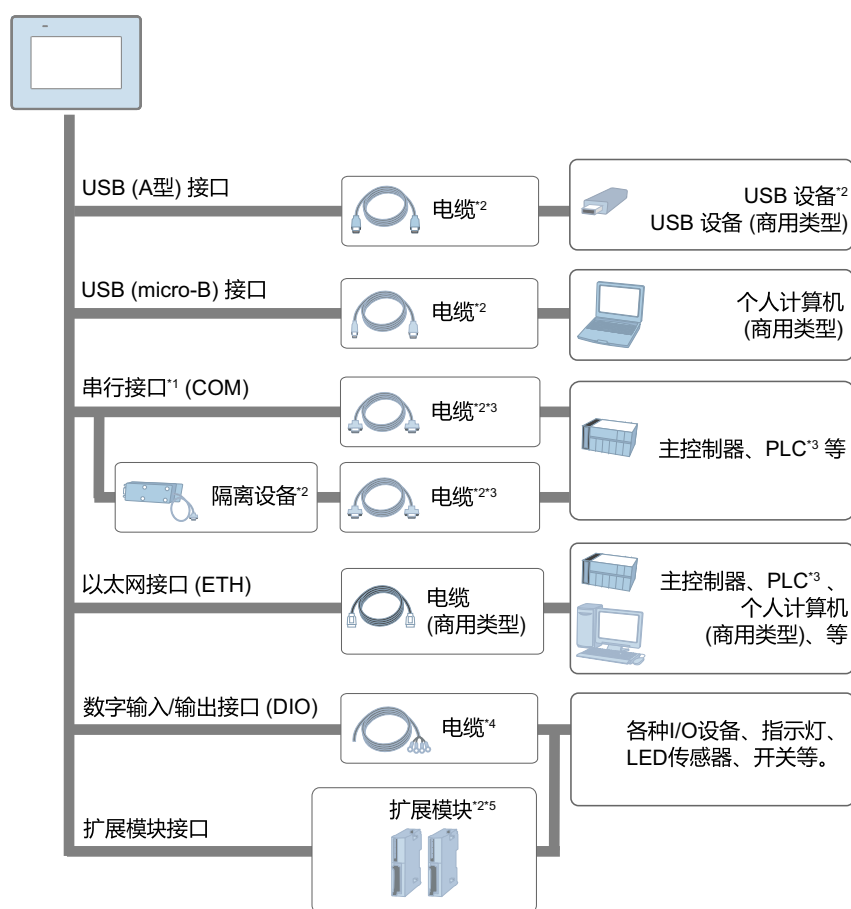 USB (A型) 接口
电缆*2
USB 设备*2
USB 设备 (商用类型)
USB (micro-B) 接口
电缆*2
个人计算机
(商用类型)
串行接口*1 (COM)
电缆*2*3
主控制器、PLC*3 等
隔离设备*2
电缆*2*3
以太网接口 (ETH)
电缆
(商用类型)
主控制器、PLC*3 、
个人计算机
(商用类型)、等
数字输入/输出接口 (DIO)
电缆*4
各种I/O设备、指示灯、
LED传感器、开关等。
扩展模块接口
扩展模块*2*5